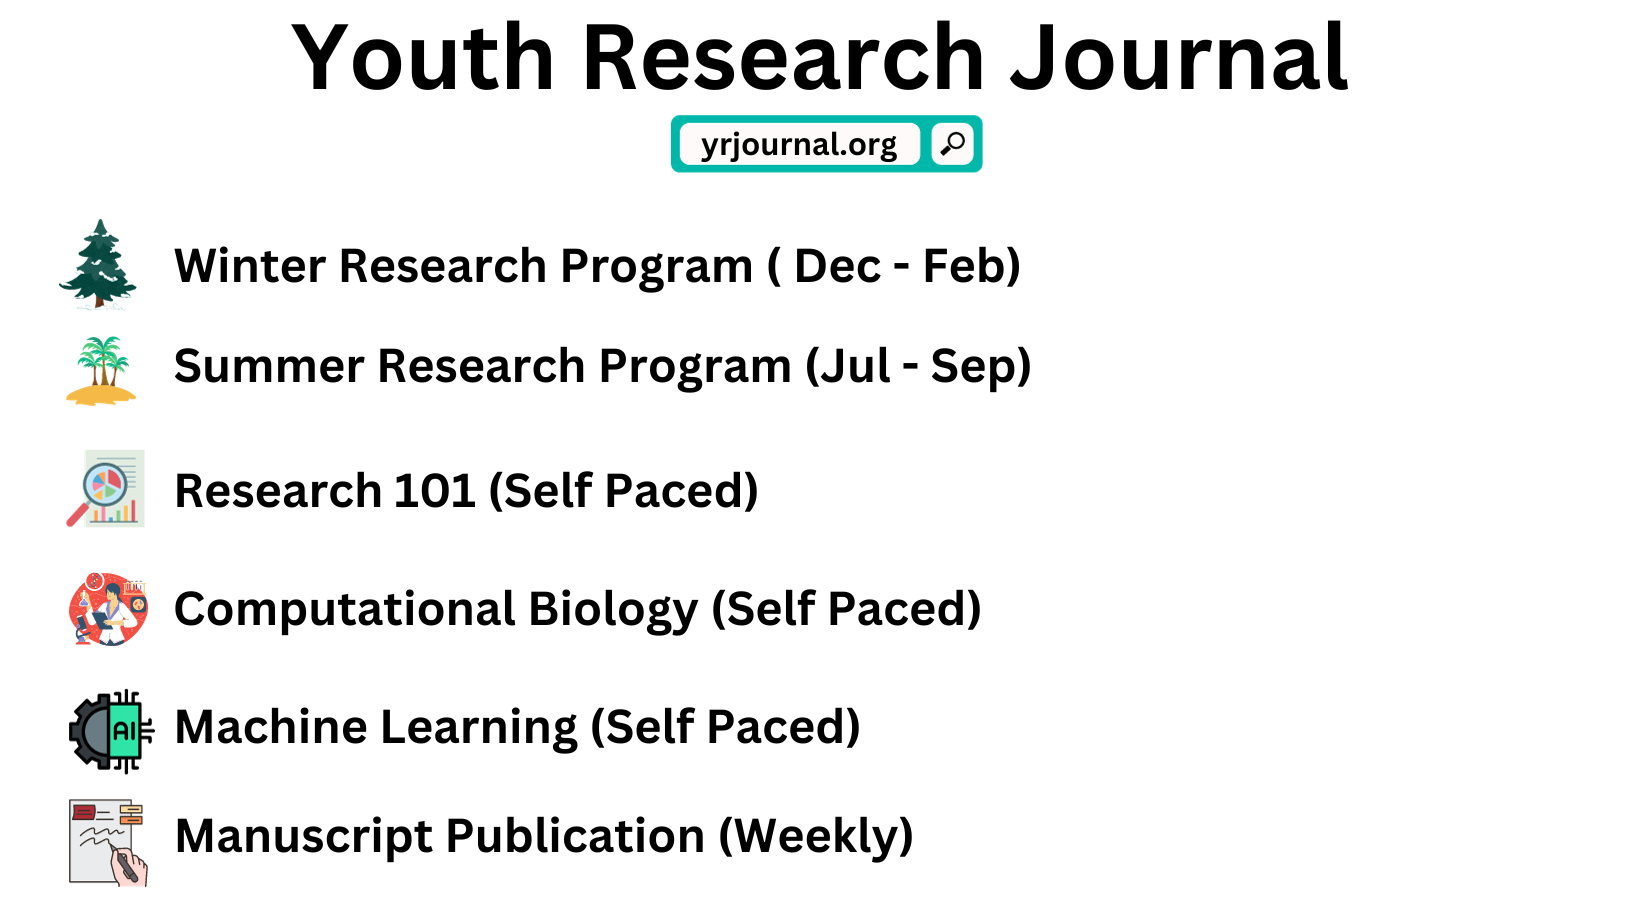 Youth Research Journal
yrjournal.org
Winter Research Program ( Dec - Feb)
Summer Research Program (Jul - Sep)
Research 101 (Self Paced)
Computational Biology (Self Paced)
AI
Machine Learning (Self Paced)
Manuscript Publication (Weekly)